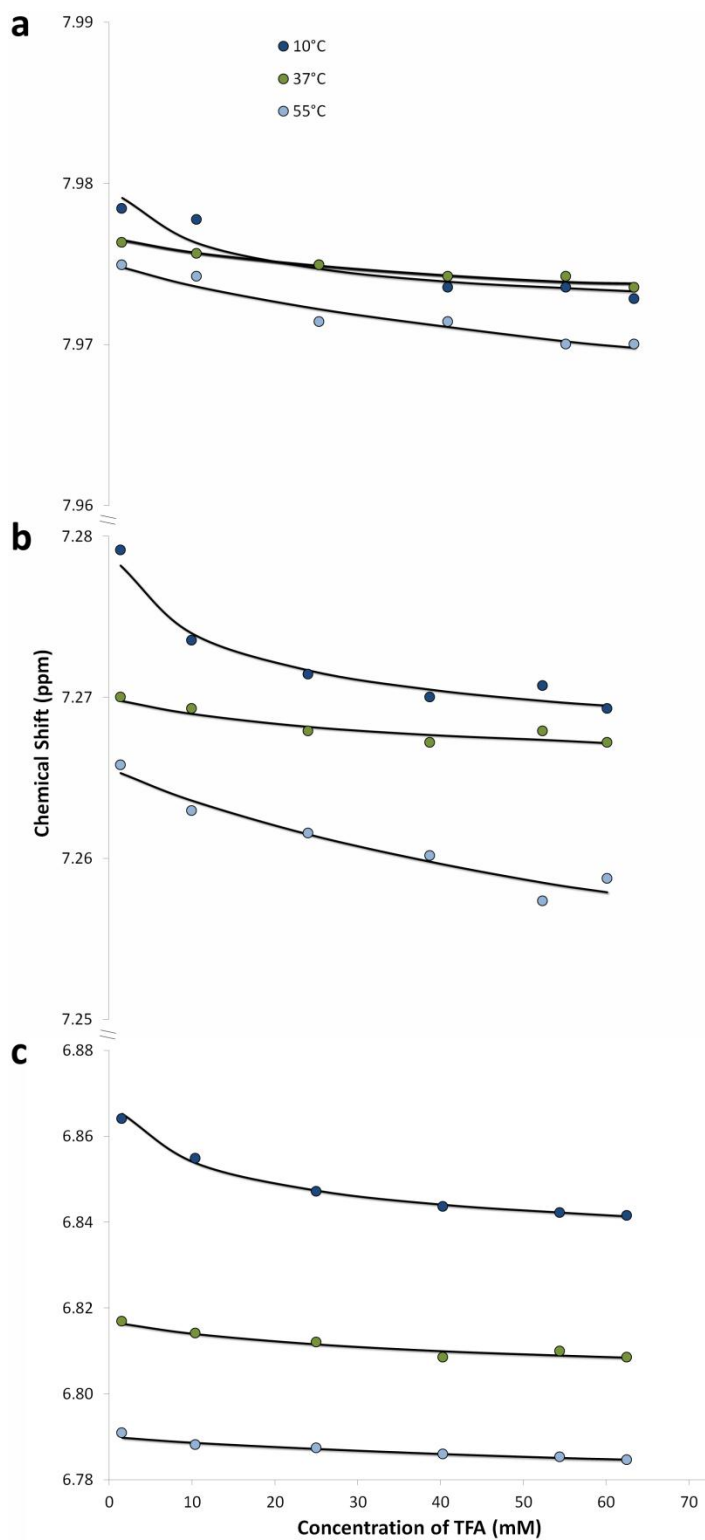 a
7.99
10°C
37°C
55°C
7.98
7.97
7.96
b
7.28
7.27
7.26
7.25
Chemical Shift (ppm)
c
6.88
6.86
6.84
6.82
6.80
6.78
0 10 20 30 40 50 60 70
Concentration of TFA (mM)